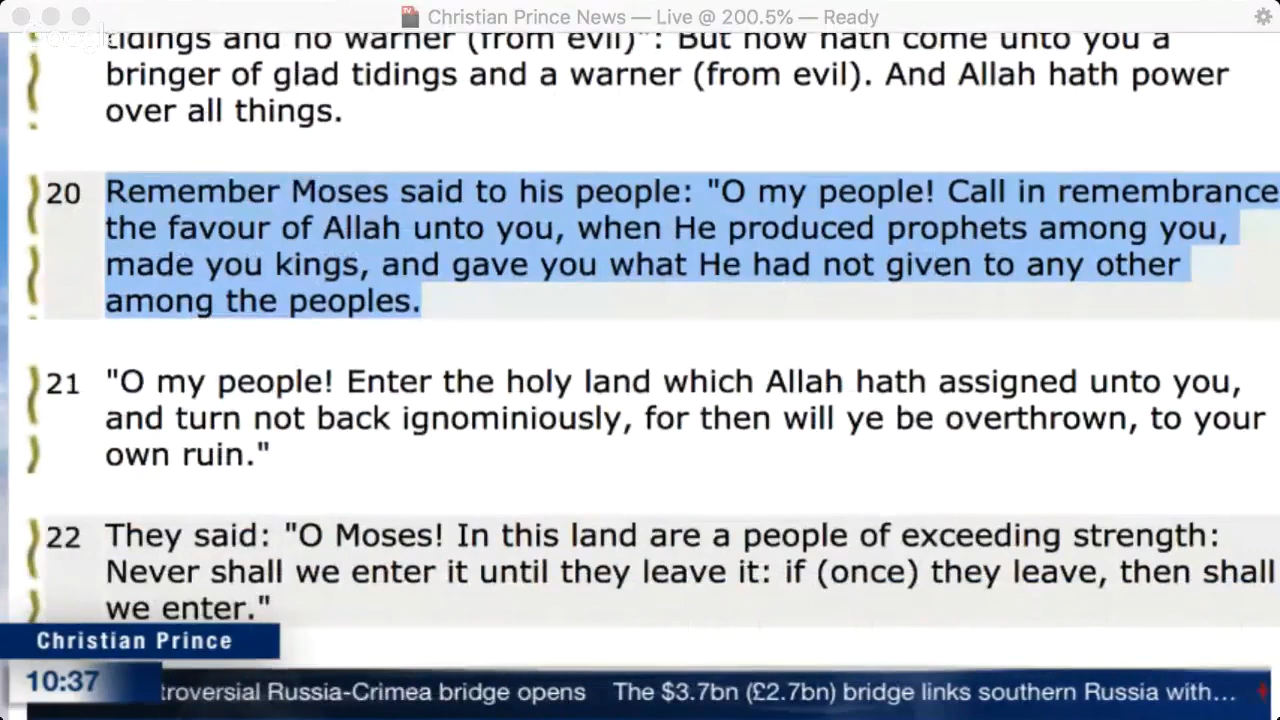 Christian Prince News — Live @ 200.5% — Ready
Google
tidings and no warner (from evil)": But now hath come unto you a
bringer of glad tidings and a warner (from evil). And Allah hath power
over all things.
20 Remember Moses said to his people: "O my people! Call in remembrance
the favour of Allah unto you, when He produced prophets among you,
made you kings, and gave you what He had not given to any other
among the peoples.
21 "O my people! Enter the holy land which Allah hath assigned unto you,
and turn not back ignominiously, for then will ye be overthrown, to your
own ruin."
22 They said: "O Moses! In this land are a people of exceeding strength:
Never shall we enter it until they leave it: if (once) they leave, then shall
we enter."
Christian Prince
10:37 troversial Russia-Crimea bridge opens The $3.7bn (£2.7bn) bridge links southern Russia with...